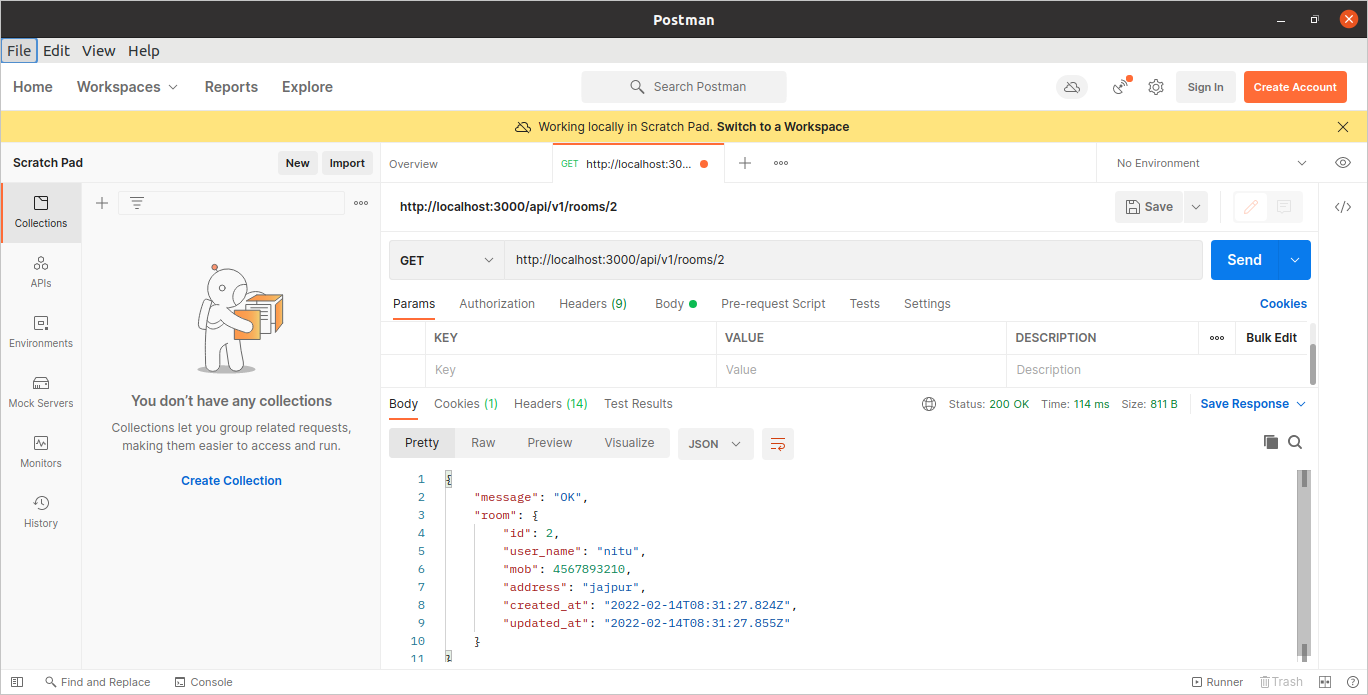 Postman
File Edit View Help
Home Workspaces Reports Explore Search Postman Sign In Create Account
Working locally in Scratch Pad. Switch to a Workspace
Scratch Pad New Import Overview GET http://localhost:30... No Environment
Collections
APIs
Environments
Mock Servers
Monitors
History
You don't have any collections
Collections let you group related requests,
making them easier to access and run.
Create Collection
http://localhost:3000/api/v1/rooms/2 Save
GET http://localhost:3000/api/v1/rooms/2 Send
Params Authorization Headers (9) Body Pre-request Script Tests Settings Cookies
KEY VALUE DESCRIPTION Bulk Edit
Key Value Description
Body Cookies (1) Headers (14) Test Results Status: 200 OK Time: 114 ms Size: 811 B Save Response
Pretty Raw Preview Visualize JSON
1 {
2 "message": "OK",
3 "room": {
4 "id": 2,
5 "user_name": "nitu",
6 "mob": 4567893210,
7 "address": "jajpur",
8 "created_at": "2022-02-14T08:31:27.824Z",
9 "updated_at": "2022-02-14T08:31:27.855Z"
10 }
11 }
Find and Replace Console Runner Trash